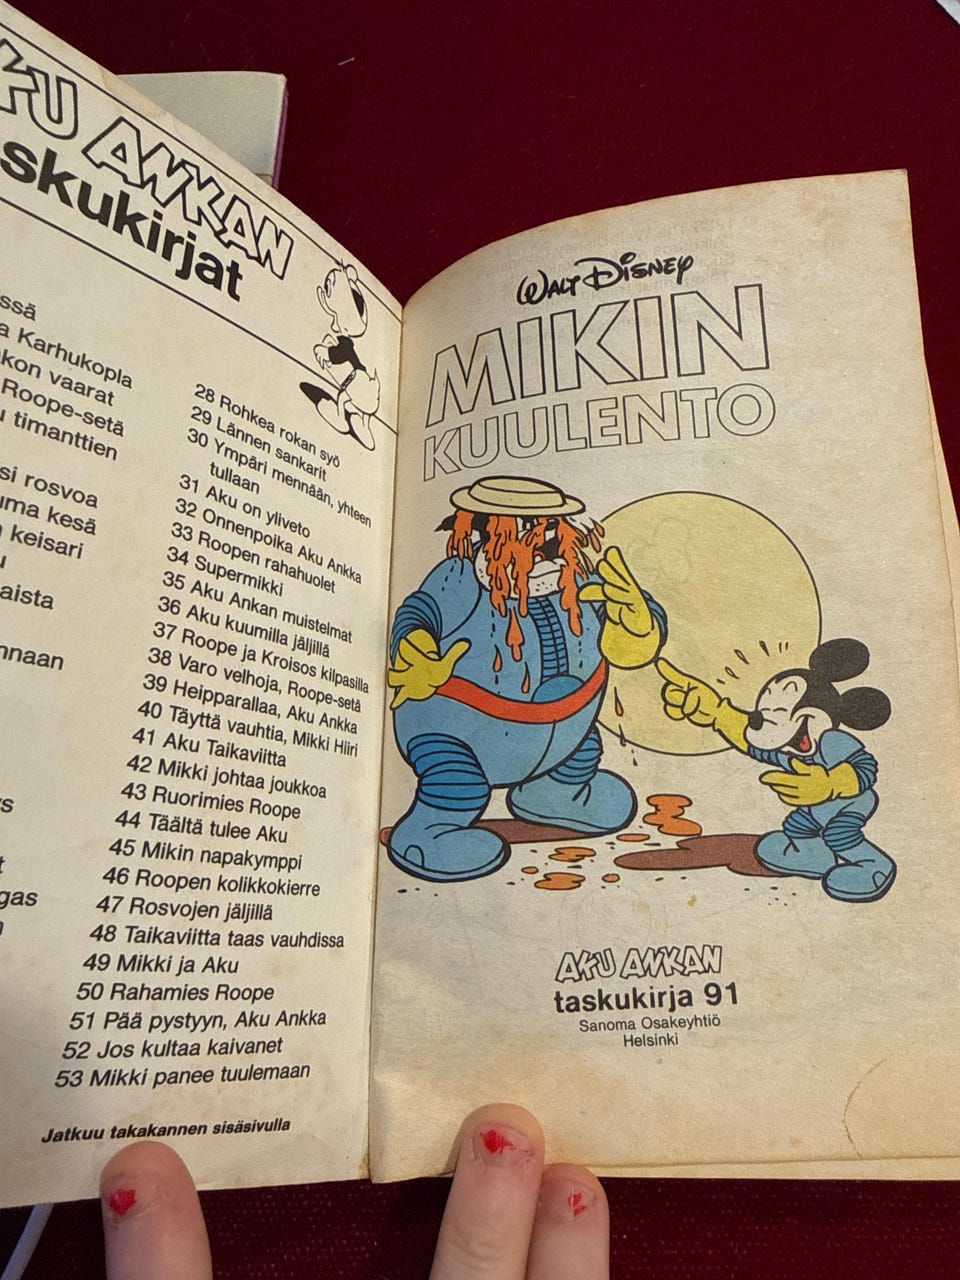 AKU ANKAN
skukirjat
ssä
a Karhukopla
kon vaarat
Roope-setä
u timanttien
si rosvoa
uma kesä
n keisari
u
aista
nnaan
ys
t
gas
n
28 Rohkea rokan syö
29 Lännen sankarit
30 Ympäri mennään, yhteen
tullaan
31 Aku on yliveto
32 Onnenpoika Aku Ankka
33 Roopen rahahuolet
34 Supermikki
35 Aku Ankan muistelmat
36 Aku kuumilla jäljillä
37 Roope ja Kroisos kilpasilla
38 Varo velhoja, Roope-setä
39 Heipparallaa, Aku Ankka
40 Täyttä vauhtia, Mikki Hiiri
41 Aku Taikaviitta
42 Mikki johtaa joukkoa
43 Ruorimies Roope
44 Täältä tulee Aku
45 Mikin napakymppi
46 Roopen kolikkokierre
47 Rosvojen jäljillä
48 Taikaviitta taas vauhdissa
49 Mikki ja Aku
50 Rahamies Roope
51 Pää pystyyn, Aku Ankka
52 Jos kultaa kaivanet
53 Mikki panee tuulemaan
Jatkuu takakannen sisäsivulla
WALT DISNEY
MIKIN
KUULENTO
AKU ANKAN
taskukirja 91
Sanoma Osakeyhtiö
Helsinki